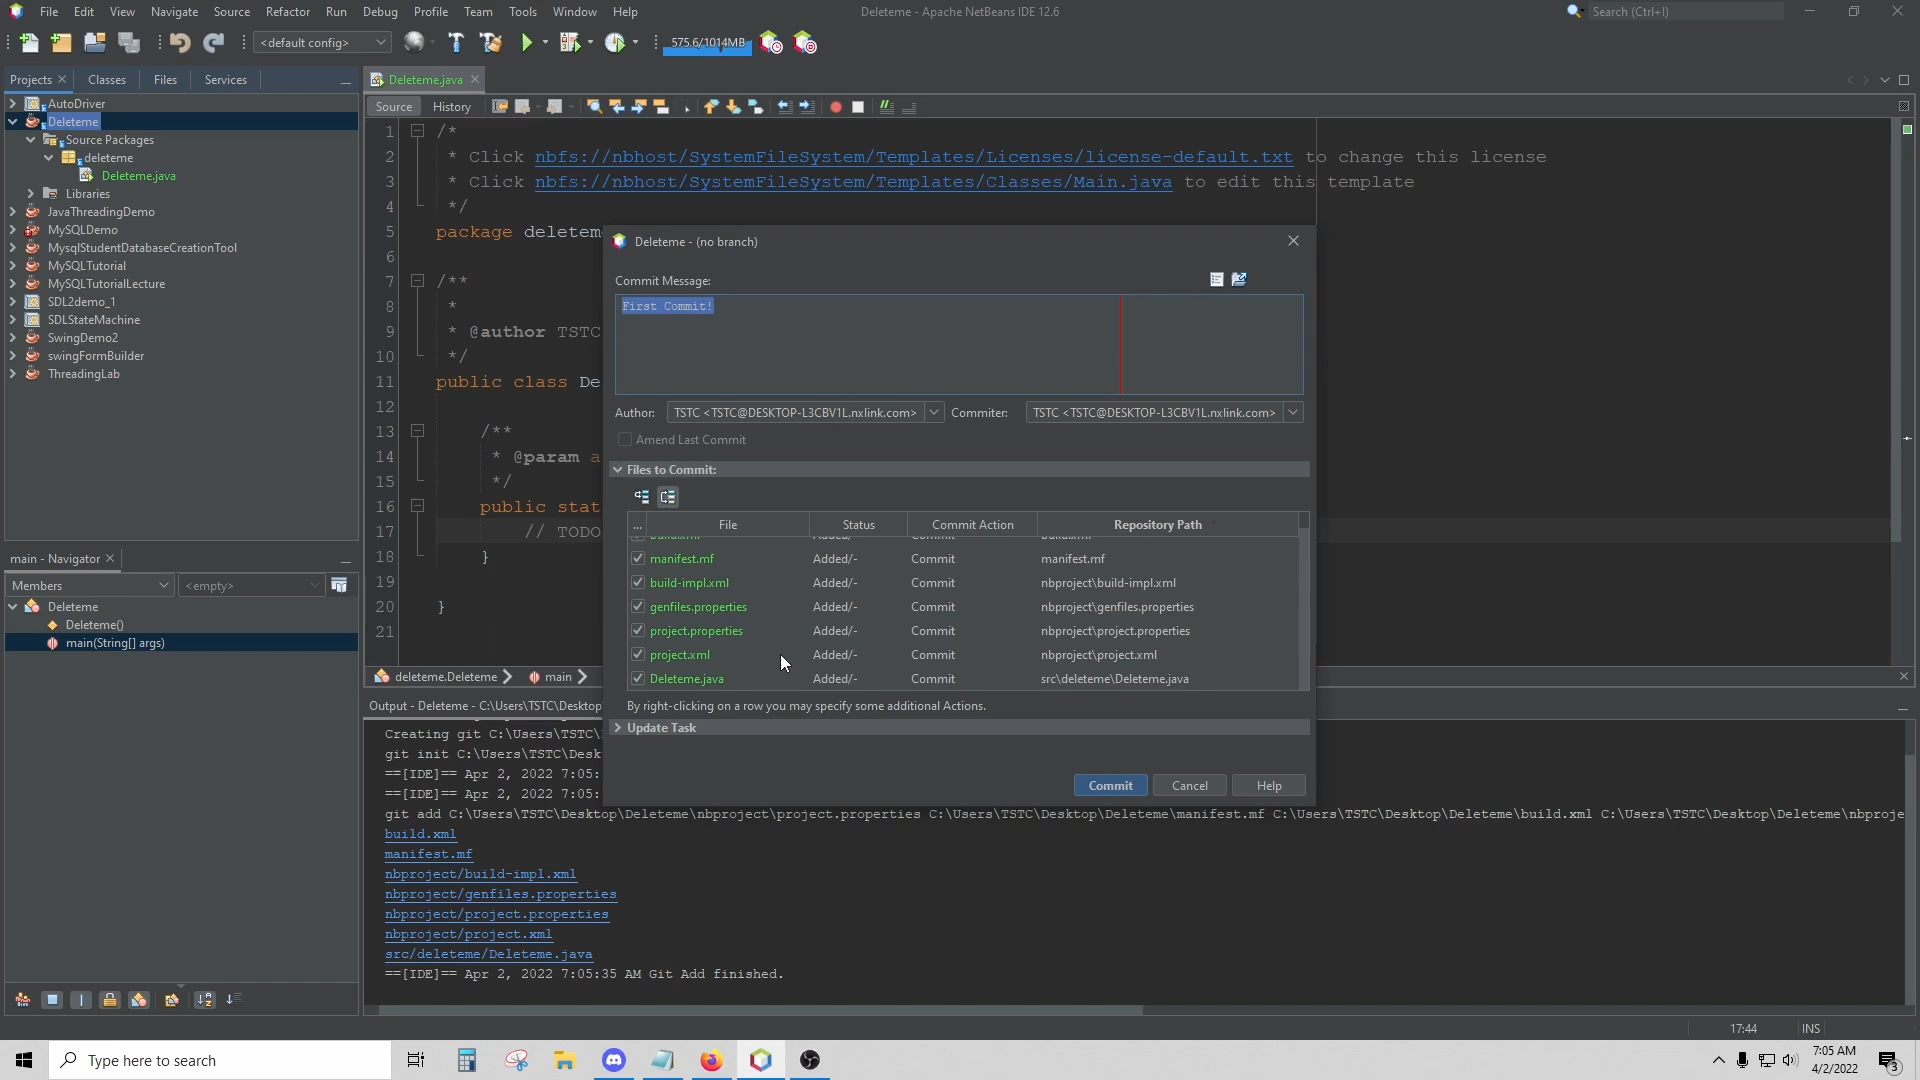 File Edit View Navigate Source Refactor Run Debug Profile Team Tools Window Help
Deleteme - Apache NetBeans IDE 12.6
Search (Ctrl+I)
<default config>
575.6/1014MB
Projects Classes Files Services
Deleteme.java
AutoDriver
Deleteme
Source Packages
deleteme
Deleteme.java
Libraries
JavaThreadingDemo
MySQLDemo
MysqlStudentDatabaseCreationTool
MySQLTutorial
MySQLTutorialLecture
SDL2demo_1
SDLStateMachine
SwingDemo2
swingFormBuilder
ThreadingLab
Source History
1 /*
2 * Click nbfs://nbhost/SystemFileSystem/Templates/Licenses/license-default.txt to change this license
3 * Click nbfs://nbhost/SystemFileSystem/Templates/Classes/Main.java to edit this template
4 */
5 package deletem
6
7 /**
8 *
9 * @author TSTC
10 */
11 public class De
12
13 /**
14 * @param a
15 */
16 public stat
17 // TODO
18 }
19
20 }
21
Deleteme - (no branch)
Commit Message:
First Commit!
Author: TSTC <TSTC@DESKTOP-L3CBV1L.nxlink.com> Commiter: TSTC <TSTC@DESKTOP-L3CBV1L.nxlink.com>
Amend Last Commit
Files to Commit:
... File Status Commit Action Repository Path
manifest.mf Added/- Commit manifest.mf
build-impl.xml Added/- Commit nbproject\build-impl.xml
genfiles.properties Added/- Commit nbproject\genfiles.properties
project.properties Added/- Commit nbproject\project.properties
project.xml Added/- Commit nbproject\project.xml
Deleteme.java Added/- Commit src\deleteme\Deleteme.java
By right-clicking on a row you may specify some additional Actions.
Update Task
Commit Cancel Help
main - Navigator
Members <empty>
Deleteme
Deleteme()
main(String[] args)
deleteme.Deleteme main
Output - Deleteme - C:\Users\TSTC\Desktop
Creating git C:\Users\TSTC\
git init C:\Users\TSTC\Desk
==[IDE]== Apr 2, 2022 7:05:
==[IDE]== Apr 2, 2022 7:05:
git add C:\Users\TSTC\Desktop\Deleteme\nbproject\project.properties C:\Users\TSTC\Desktop\Deleteme\manifest.mf C:\Users\TSTC\Desktop\Deleteme\build.xml C:\Users\TSTC\Desktop\Deleteme\nbproje
build.xml
manifest.mf
nbproject/build-impl.xml
nbproject/genfiles.properties
nbproject/project.properties
nbproject/project.xml
src/deleteme/Deleteme.java
==[IDE]== Apr 2, 2022 7:05:35 AM Git Add finished.
17:44 INS
Type here to search
7:05 AM
4/2/2022
3